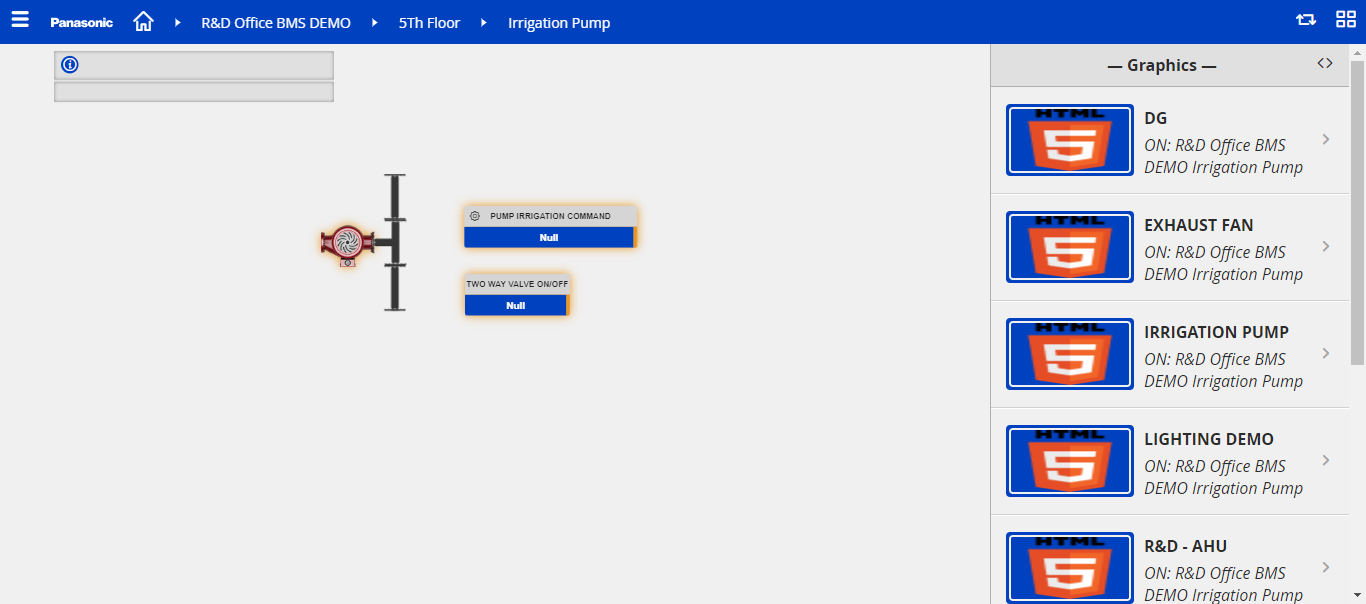 Panasonic R&D Office BMS DEMO 5Th Floor Irrigation Pump
— Graphics —
PUMP IRRIGATION COMMAND
Null
TWO WAY VALVE ON/OFF
Null
HTML
5
DG
ON: R&D Office BMS
DEMO Irrigation Pump
HTML
5
EXHAUST FAN
ON: R&D Office BMS
DEMO Irrigation Pump
HTML
5
IRRIGATION PUMP
ON: R&D Office BMS
DEMO Irrigation Pump
HTML
5
LIGHTING DEMO
ON: R&D Office BMS
DEMO Irrigation Pump
HTML
5
R&D - AHU
ON: R&D Office BMS
DEMO Irrigation Pump